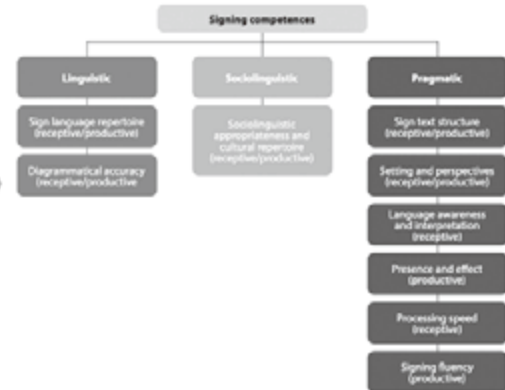 Signing competences
Linguistic
Sociolinguistic
Pragmatic
Sign language repertoire
(receptive/productive)
Diagrammatical accuracy
(receptive/productive
Sociolinguistic
appropriateness and
cultural repertoire
(receptive/productive)
Sign text structure
(receptive/productive)
Setting and perspectives
(receptive/productive)
Language awareness
and interpretation
(receptive)
Presence and effect
(productive)
Processing speed
(receptive)
Signing fluency
(productive)